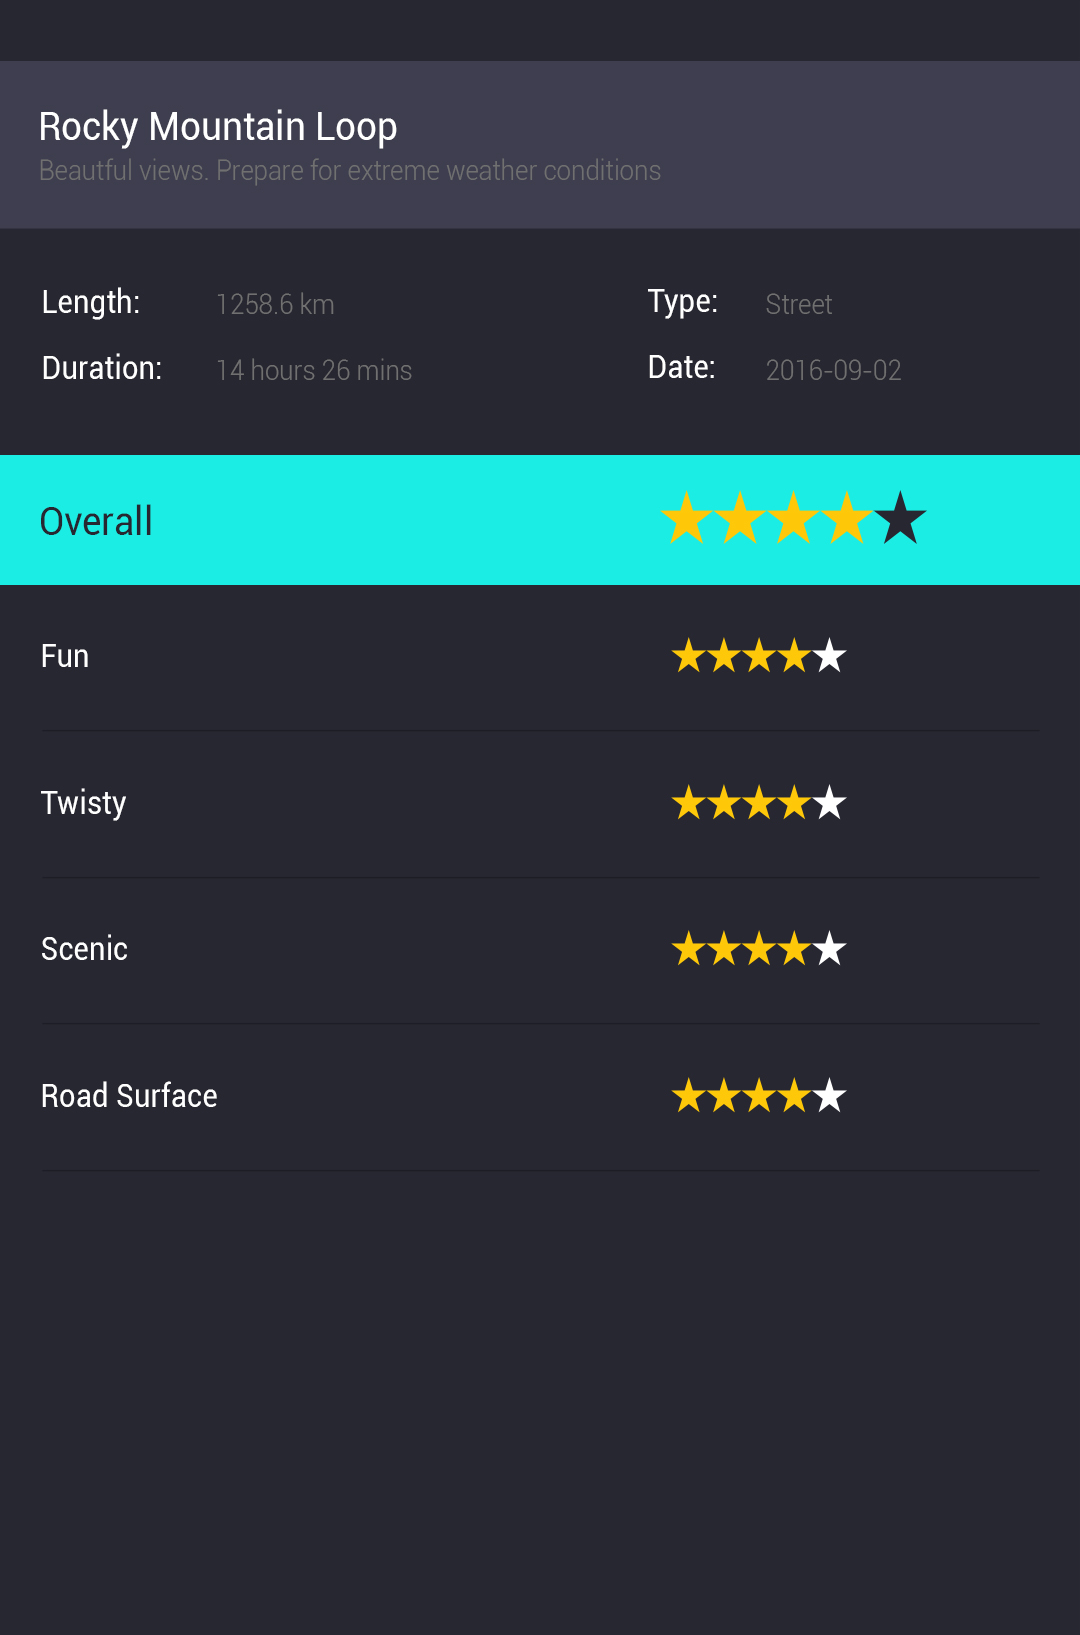 Rocky Mountain Loop
Beautful views. Prepare for extreme weather conditions
Length: 1258.6 km Type: Street
Duration: 14 hours 26 mins Date: 2016-09-02
Overall
Fun
Twisty
Scenic
Road Surface